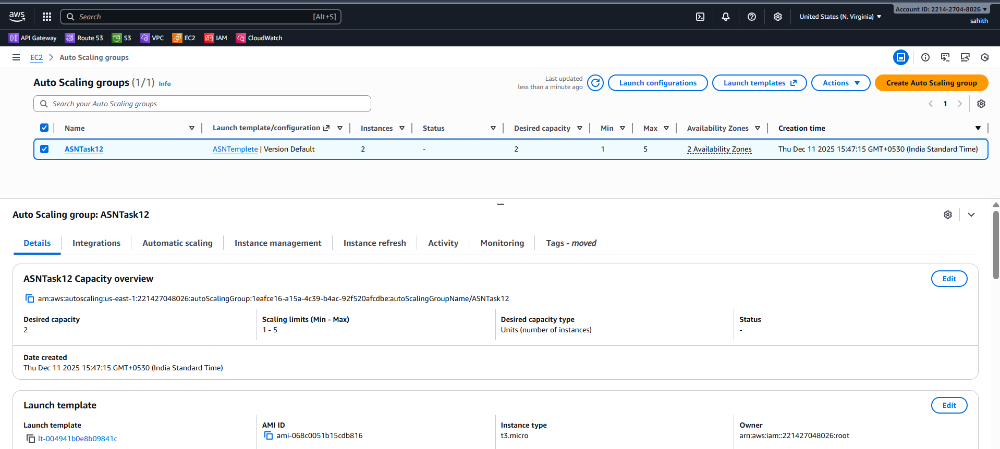 aws
Search [Alt+S]
United States (N. Virginia)
Account ID: 2214-2704-8026
sahith
API Gateway Route 53 S3 VPC EC2 IAM CloudWatch
EC2 Auto Scaling groups
Auto Scaling groups (1/1) Info
Last updated
less than a minute ago
Launch configurations Launch templates Actions Create Auto Scaling group
Search your Auto Scaling groups
1
Name Launch template/configuration Instances Status Desired capacity Min Max Availability Zones Creation time
ASNTask12 ASNTemplete | Version Default 2 - 2 1 5 2 Availability Zones Thu Dec 11 2025 15:47:15 GMT+0530 (India Standard Time)
Auto Scaling group: ASNTask12
Details Integrations Automatic scaling Instance management Instance refresh Activity Monitoring Tags - moved
ASNTask12 Capacity overview
Edit
arn:aws:autoscaling:us-east-1:221427048026:autoScalingGroup:1eafce16-a15a-4c39-b4ac-92f520afcdbe:autoScalingGroupName/ASNTask12
Desired capacity Scaling limits (Min - Max) Desired capacity type Status
2 1 - 5 Units (number of instances) -
Date created
Thu Dec 11 2025 15:47:15 GMT+0530 (India Standard Time)
Launch template
Edit
Launch template AMI ID Instance type Owner
lt-004941b0e8b09841c ami-068c0051b15cdb816 t3.micro arn:aws:iam::221427048026:root